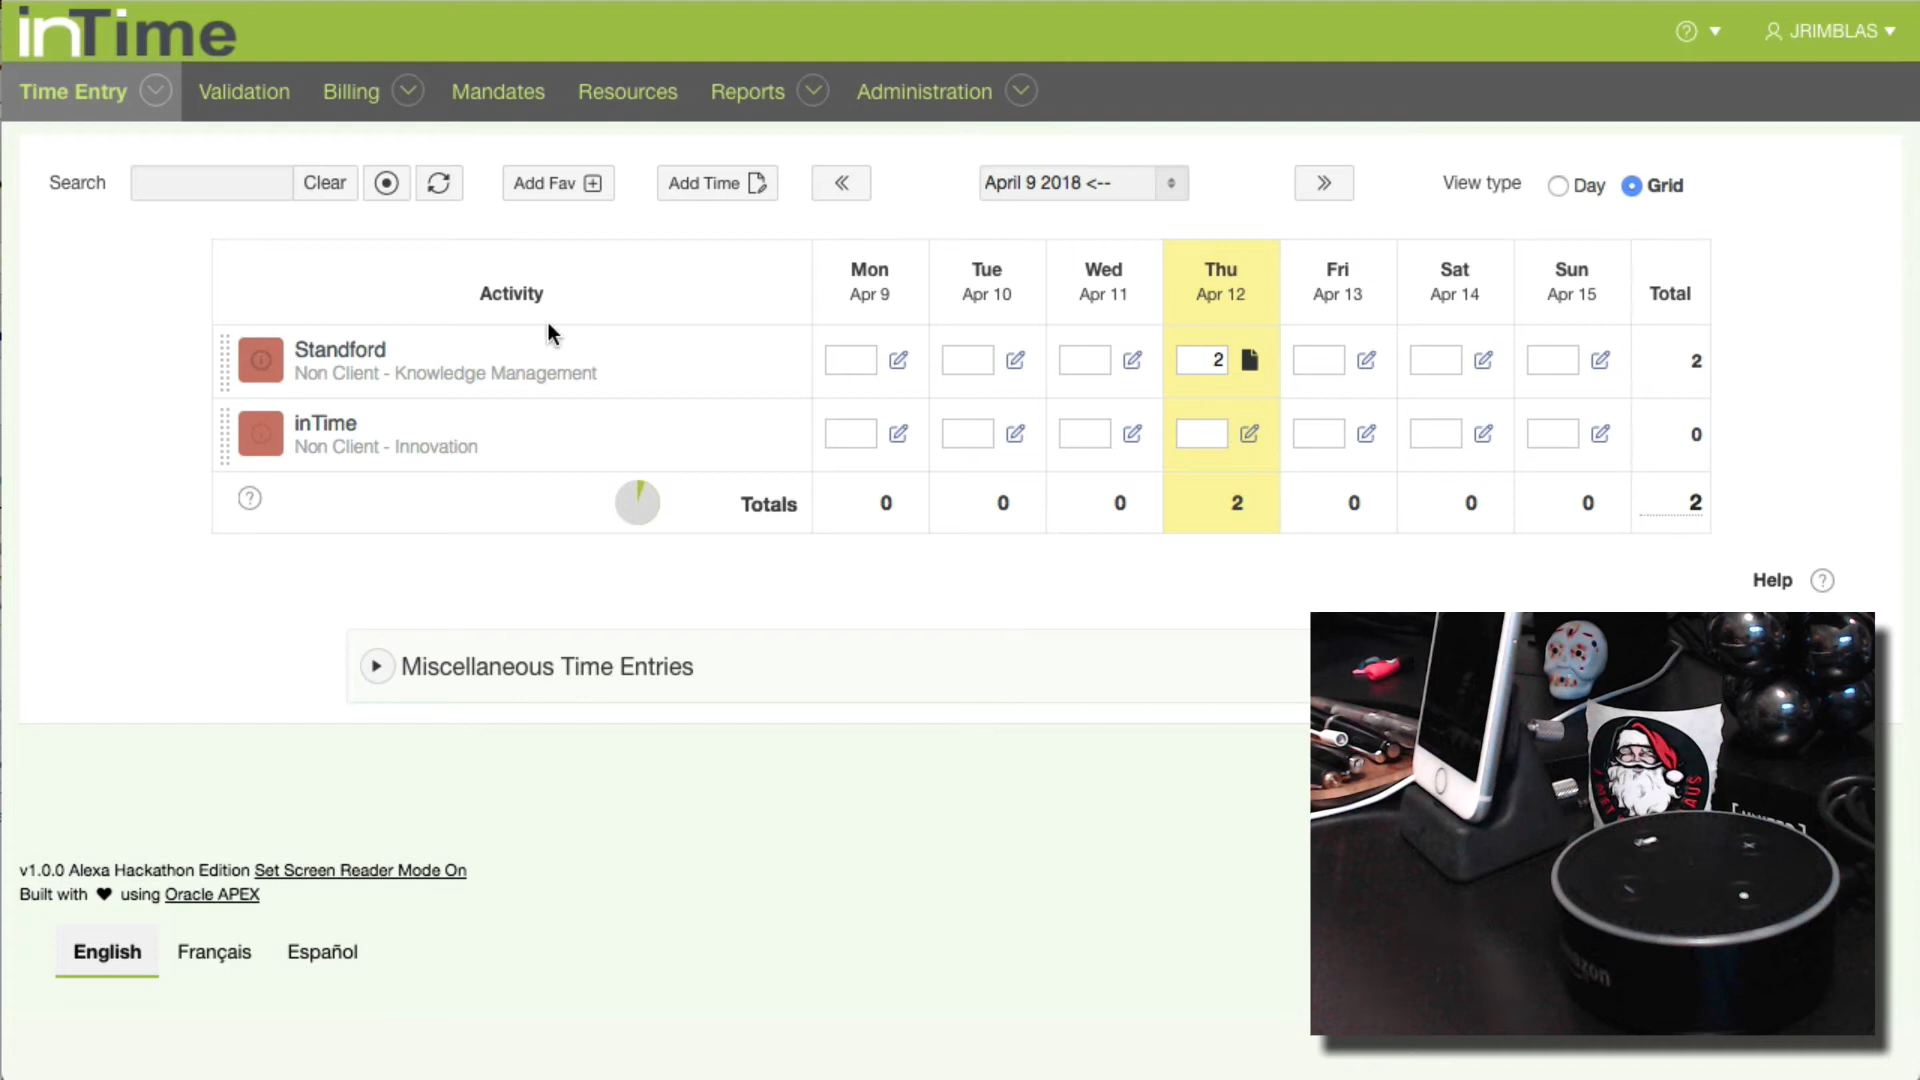 inTime
JRIMBLAS
Time Entry Validation Billing Mandates Resources Reports Administration
Search Clear Add Fav Add Time April 9 2018 <-- View type Day Grid
Activity Mon Apr 9 Tue Apr 10 Wed Apr 11 Thu Apr 12 Fri Apr 13 Sat Apr 14 Sun Apr 15 Total
Standford 2 2
Non Client - Knowledge Management
inTime 0
Non Client - Innovation
Totals 0 0 0 2 0 0 0 2
Help
Miscellaneous Time Entries
v1.0.0 Alexa Hackathon Edition Set Screen Reader Mode On
Built with ♥ using Oracle APEX
English Français Español